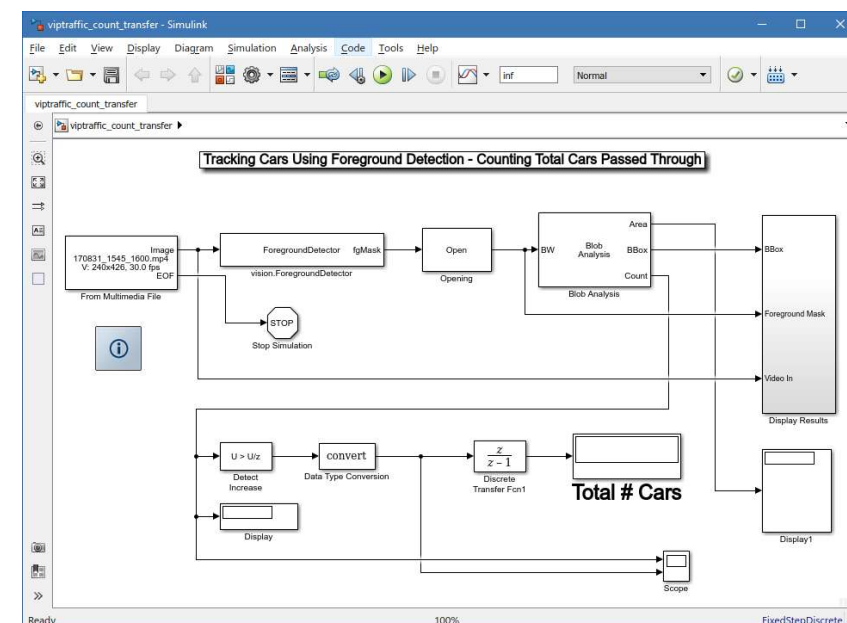 viptraffic_count_transfer - Simulink
File Edit View Display Diagram Simulation Analysis Code Tools Help
inf
Normal
viptraffic_count_transfer
viptraffic_count_transfer
Tracking Cars Using Foreground Detection - Counting Total Cars Passed Through
Image
170831_1545_1600.mp4
V: 240x426, 30.0 fps
EOF
From Multimedia File
ForegroundDetector fgMask
vision.ForegroundDetector
Open
Opening
BW
Blob
Analysis
Area
BBox
Count
Blob Analysis
BBox
Foreground Mask
Video In
Display Results
STOP
Stop Simulation
U > U/z
Detect
Increase
convert
Data Type Conversion
z
z − 1
Discrete
Transfer Fcn1
Total # Cars
Display
Display1
Scope
Ready
100%
FixedStepDiscrete